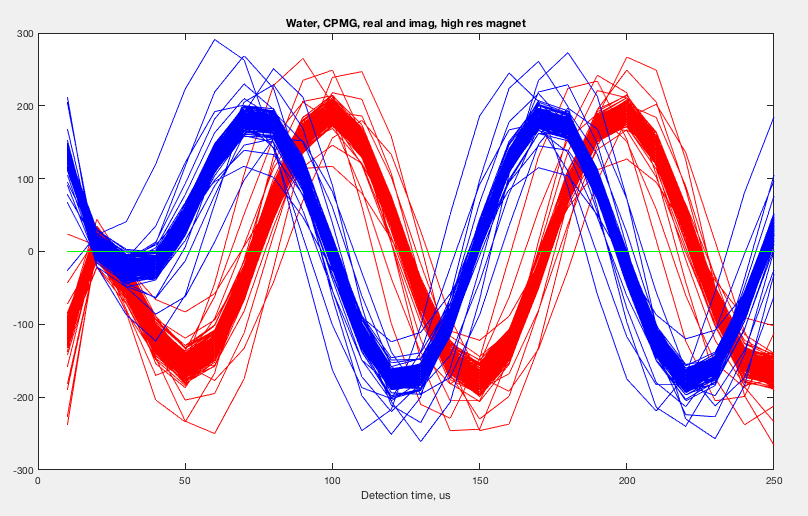 Water, CPMG, real and imag, high res magnet
300
200
100
0
-100
-200
-300
0 50 100 150 200 250
Detection time, us